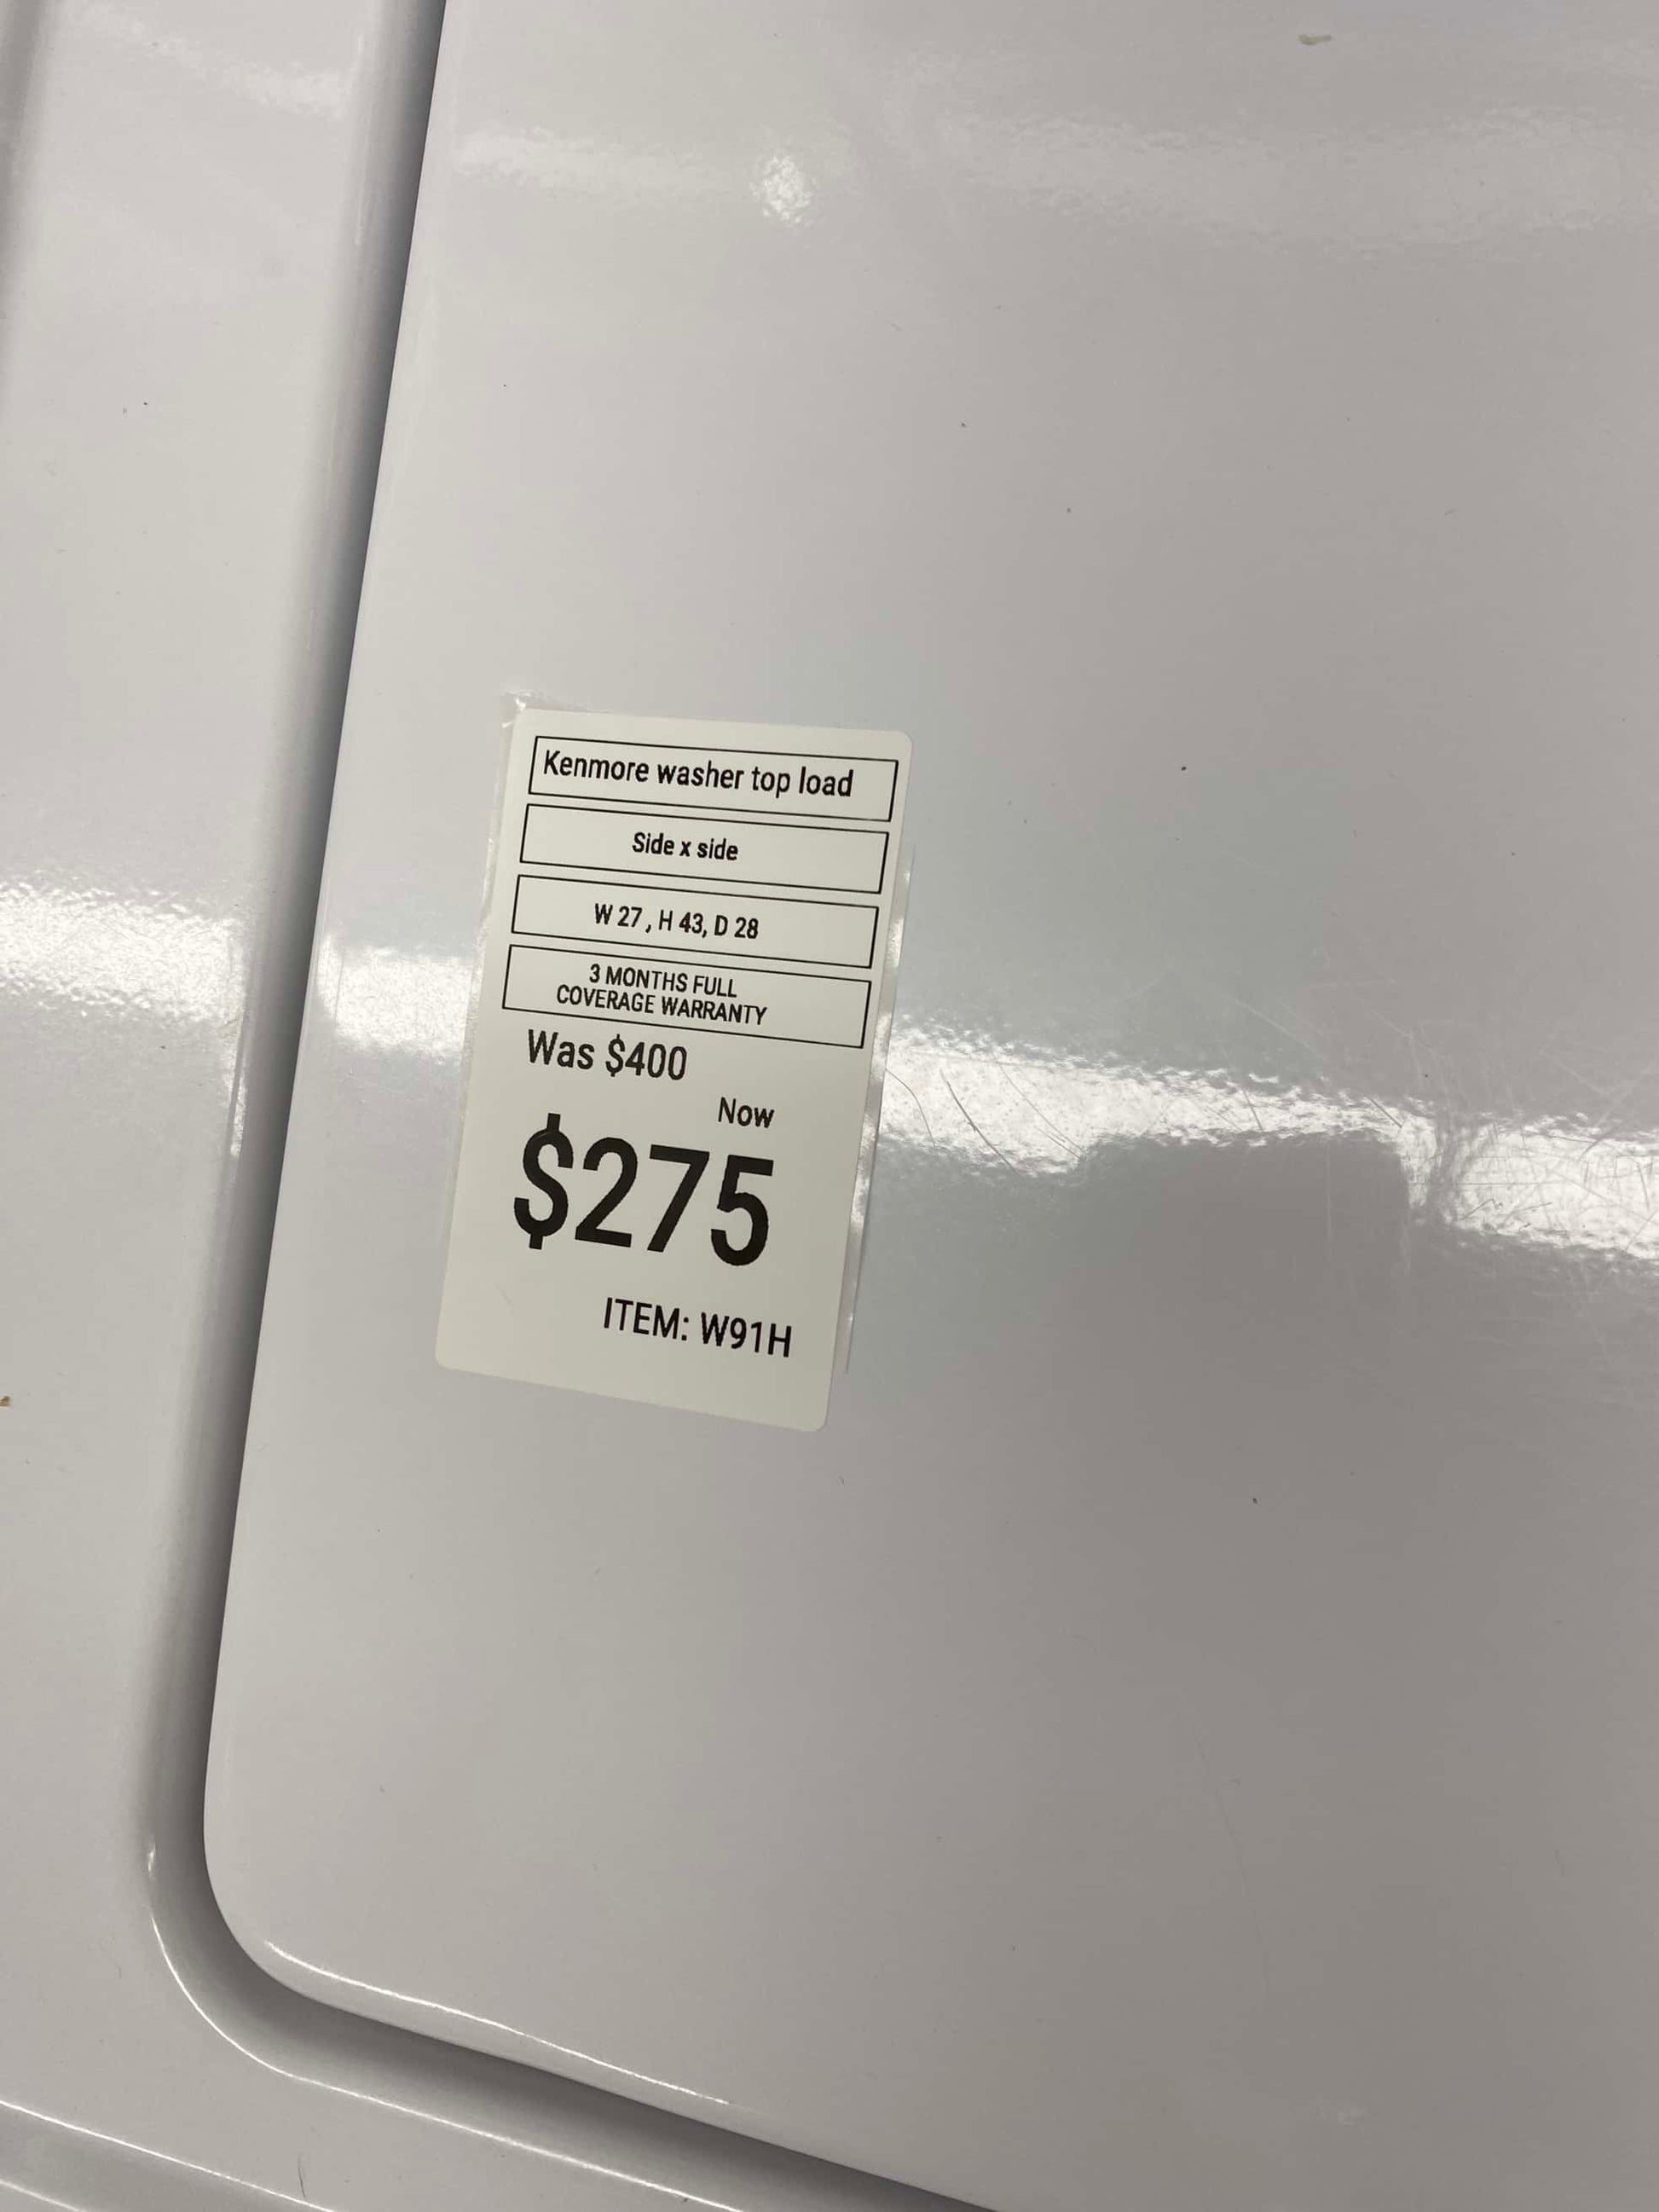 Kenmore washer top load
Side x side
W 27 , H 43, D 28
3 MONTHS FULL
COVERAGE WARRANTY
Was $400
Now
$275
ITEM: W91H